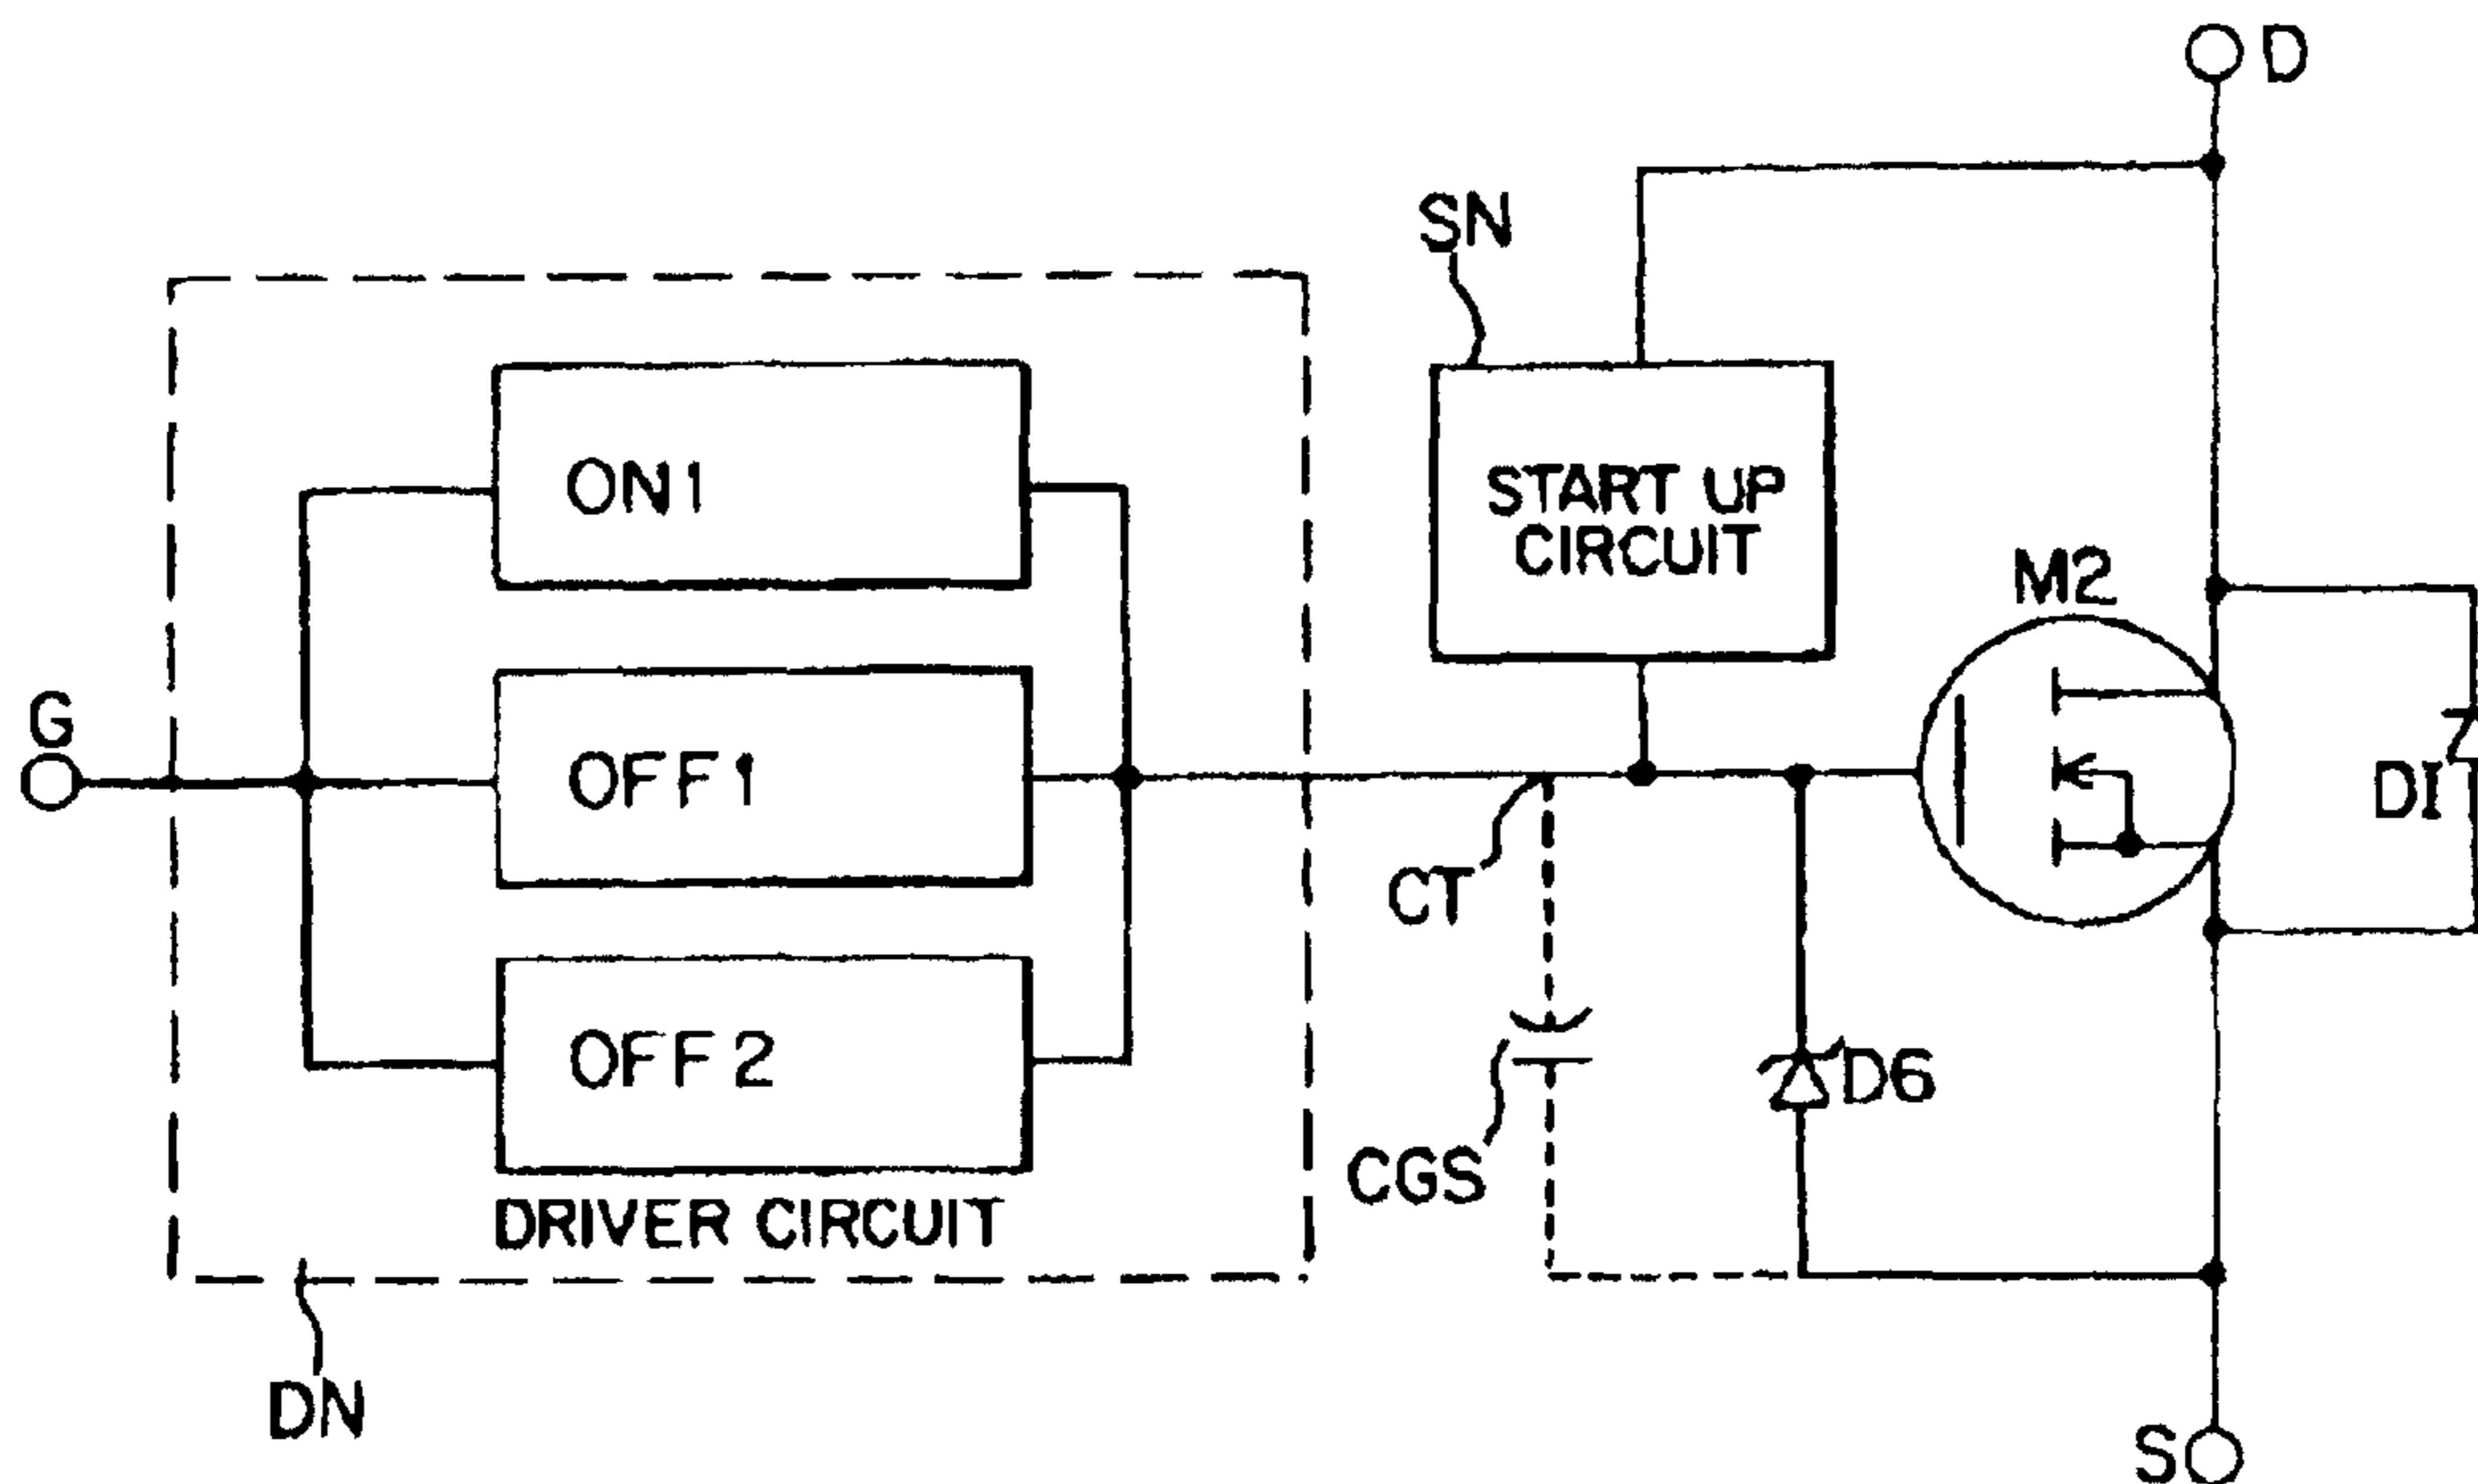 D
SN
START UP
CIRCUIT
M2
ON1
G
OFF1
DI
CT
OFF2
D6
CGS
DRIVER CIRCUIT
DN
S